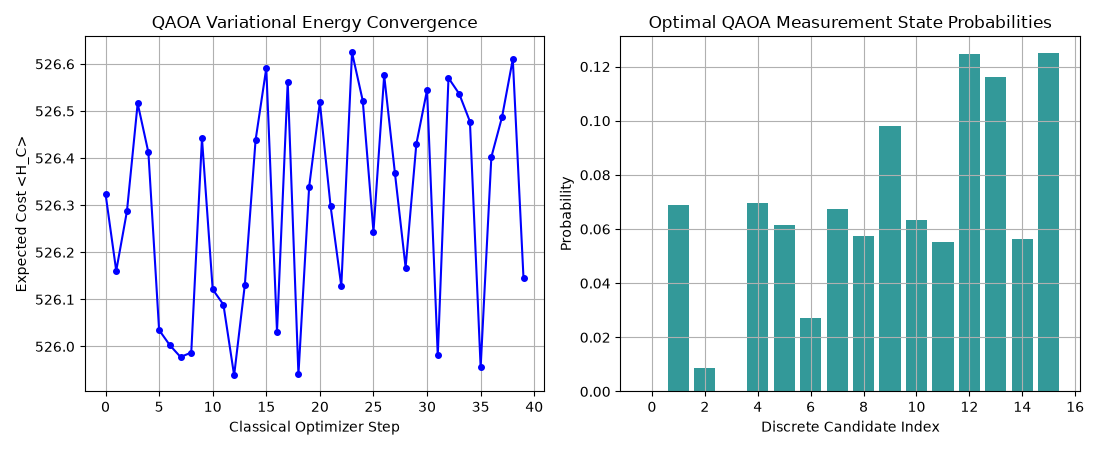 QAOA Variational Energy Convergence
Expected Cost <H_C>
526.6
526.5
526.4
526.3
526.2
526.1
526.0
0 5 10 15 20 25 30 35 40
Classical Optimizer Step
Optimal QAOA Measurement State Probabilities
Probability
0.12
0.10
0.08
0.06
0.04
0.02
0.00
0 2 4 6 8 10 12 14 16
Discrete Candidate Index